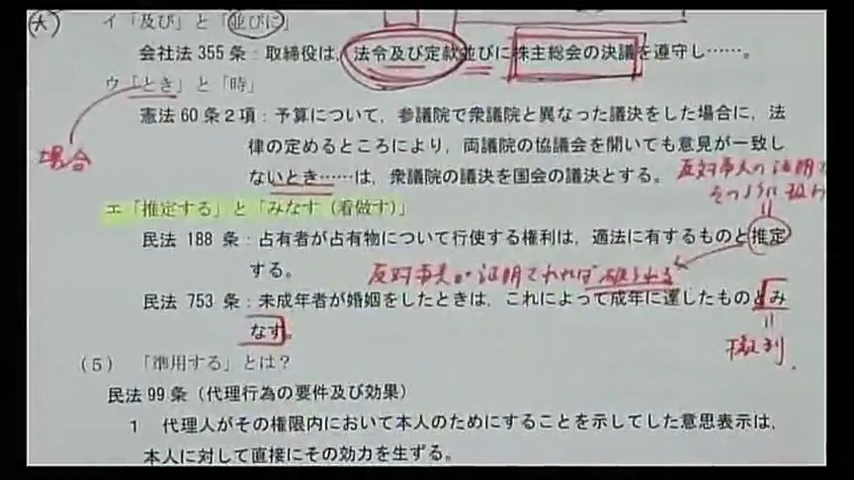 大
イ「及び」と「並びに」
会社法 355 条：取締役は、法令及び定款並びに株主総会の決議を遵守し……。
ウ「とき」と「時」
憲法 60 条２項：予算について、参議院で衆議院と異なった議決をした場合に、法
律の定めるところにより、両議院の協議会を開いても意見が一致し
場合
ないとき……は、衆議院の議決を国会の議決とする。
反対事実の証明
そのように扱わ
エ「推定する」と「みなす（看做す）」
民法 188 条：占有者が占有物について行使する権利は、適法に有するものと推定
する。
反対事実が証明されれば破られる
民法 753 条：未成年者が婚姻をしたときは、これによって成年に達したものとみ
なす。
（５）「準用する」とは？
民法 99 条（代理行為の要件及び効果）
１　代理人がその権限内において本人のためにすることを示してした意思表示は、
本人に対して直接にその効力を生ずる。